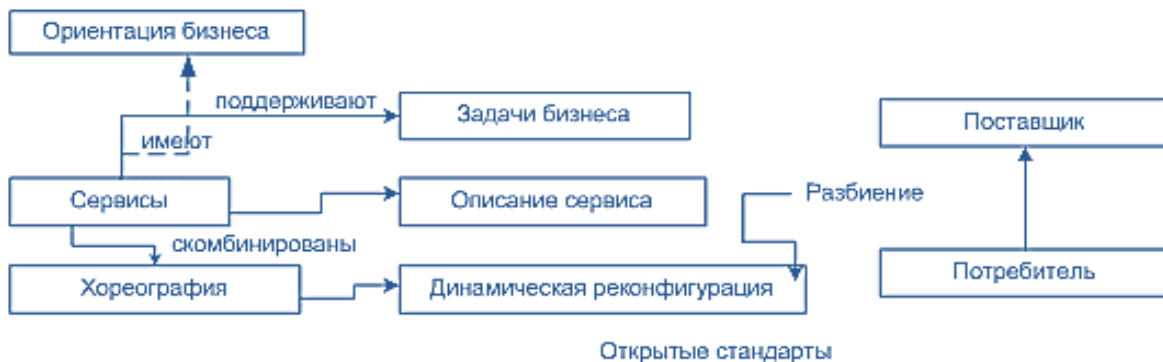 Ориентация бизнеса
поддерживают
Задачи бизнеса
Поставщик
имеют
Сервисы
Описание сервиса
Разбиение
скомбинированы
Хореография
Динамическая реконфигурация
Потребитель
Открытые стандарты